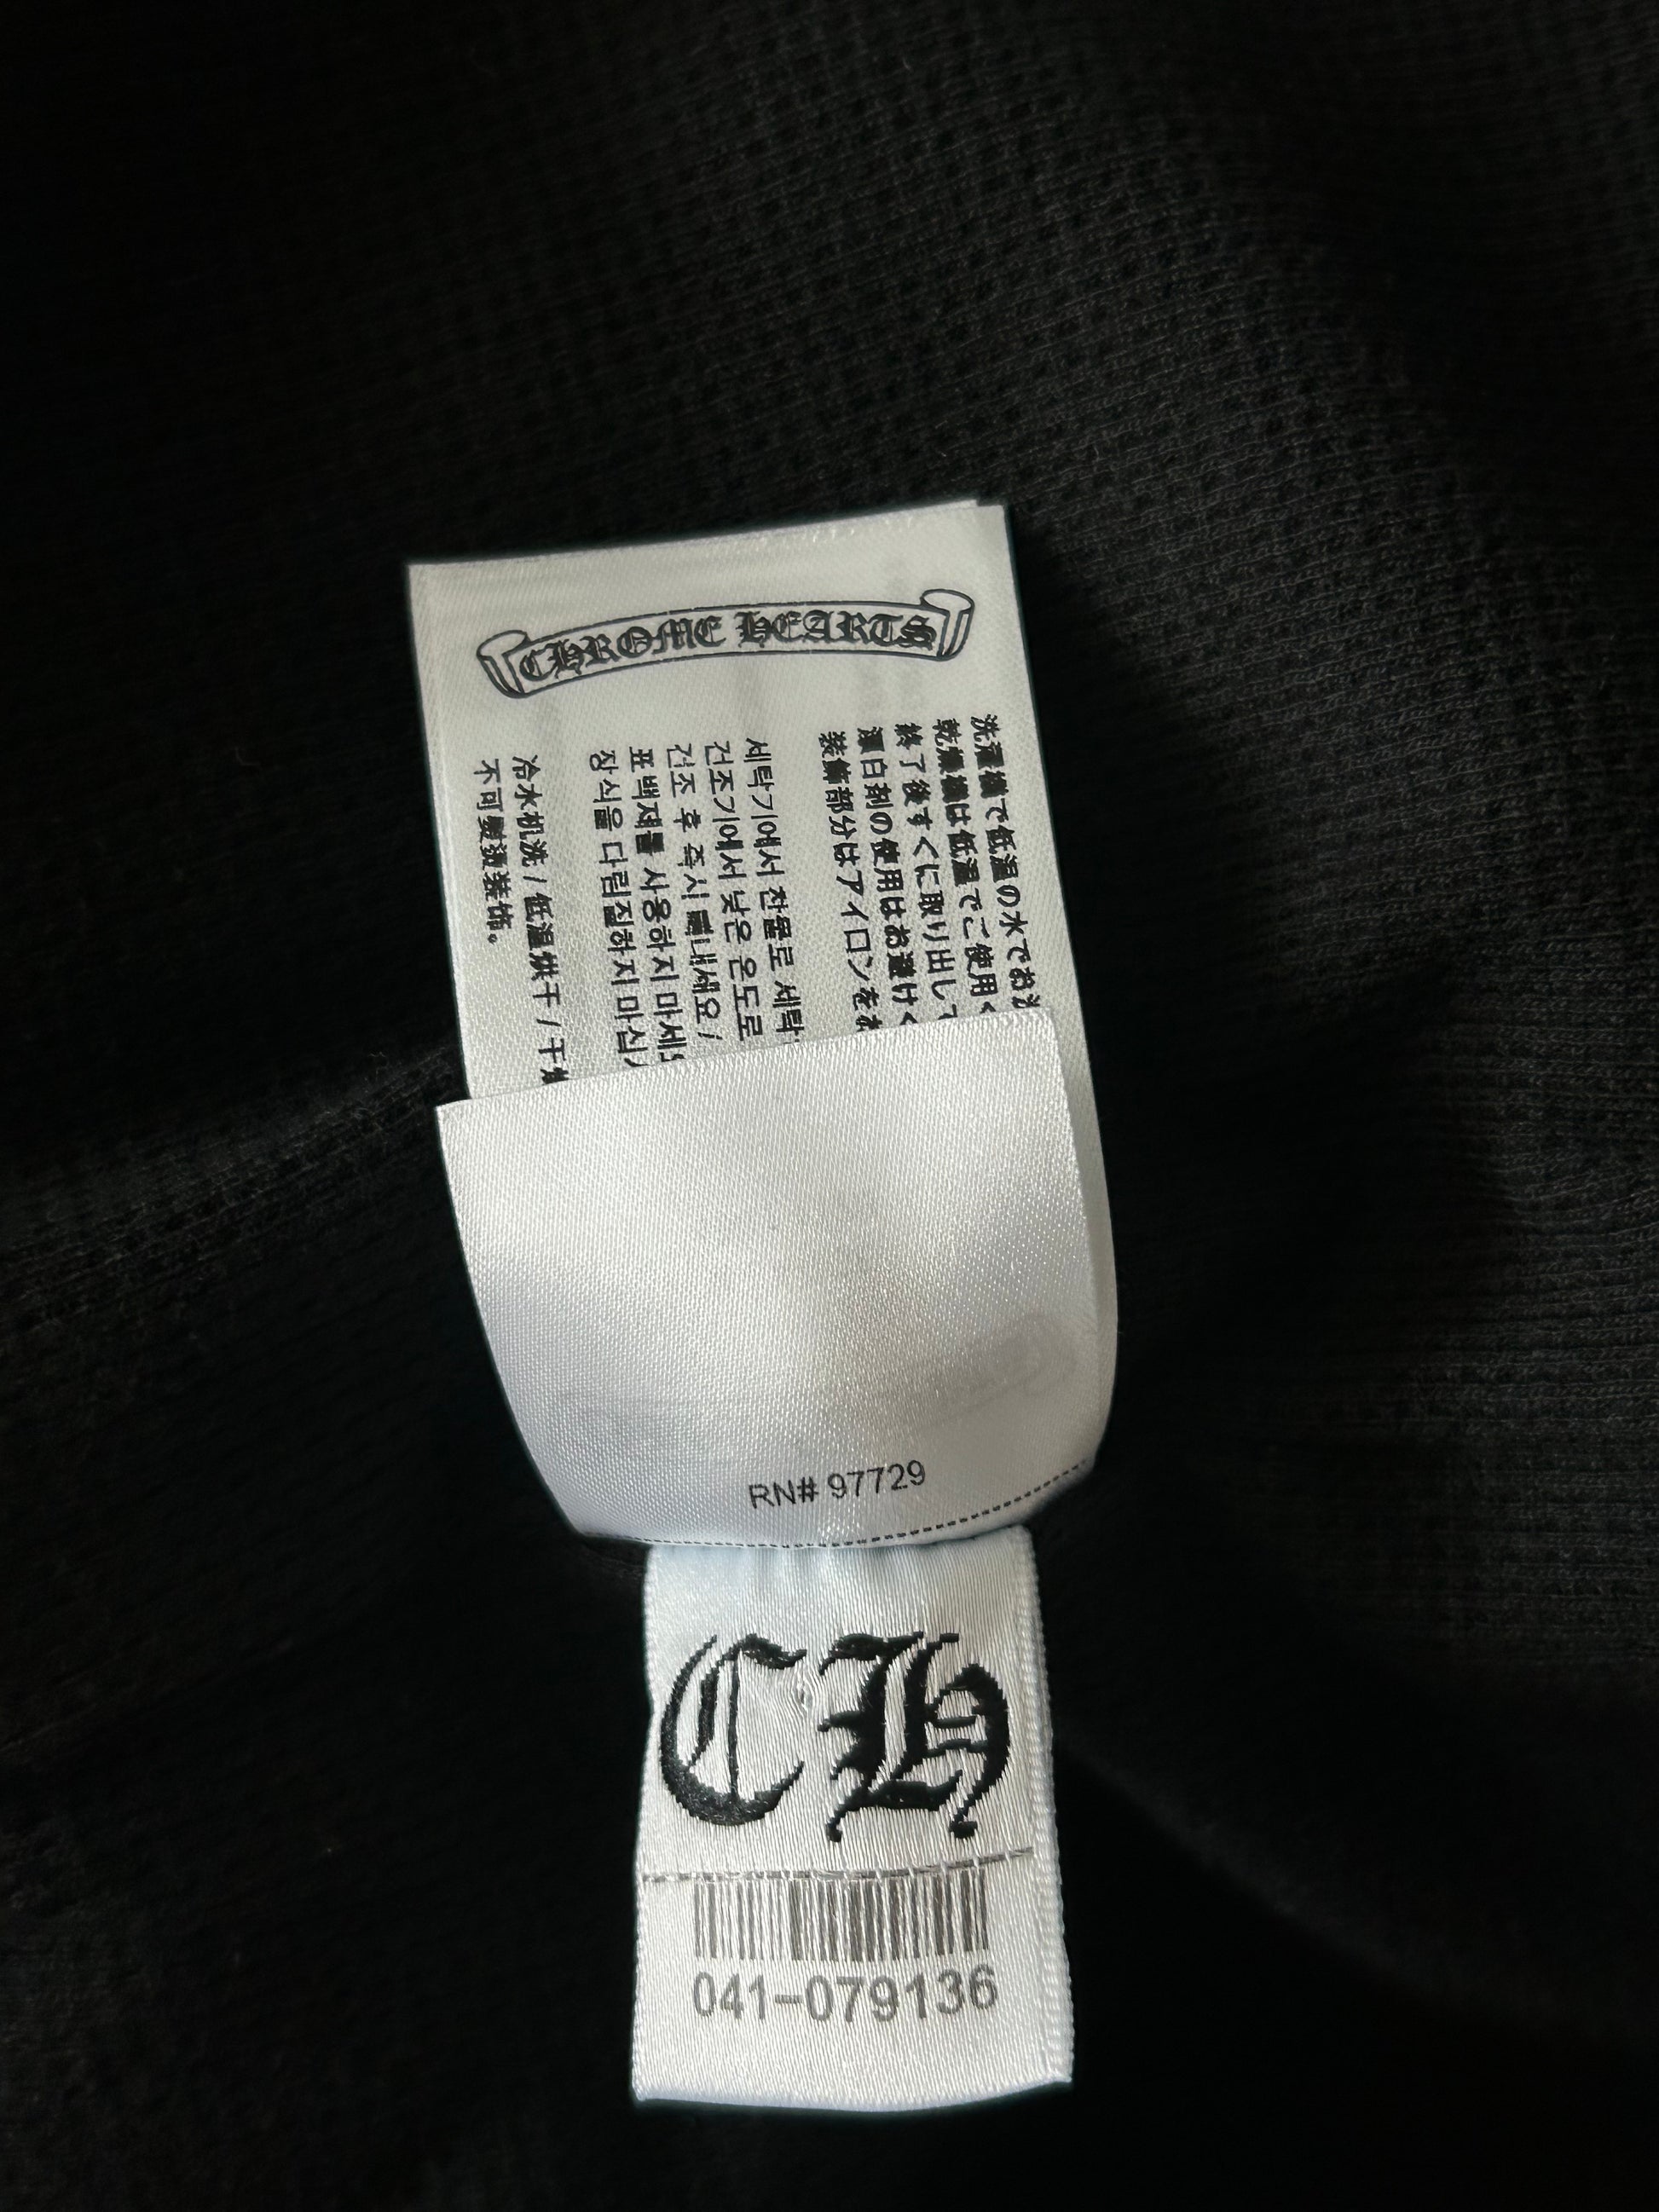 CHROME HEARTS
洗濯機で低温の水でお
乾燥機は低温でご使用く
終了後すぐに取り出して
漂白剤の使用はお避けく
装飾部分はアイロンをお
세탁기에서 찬물로 세탁
건조기에서 낮은 온도로
건조 후 즉시 꺼내세요 /
표백제를 사용하지 마세요
장식을 다림질하지 마십시
冷水机洗 / 低温烘干 / 干燥
不可熨烫装饰。
RN# 97729
CH
041-079136